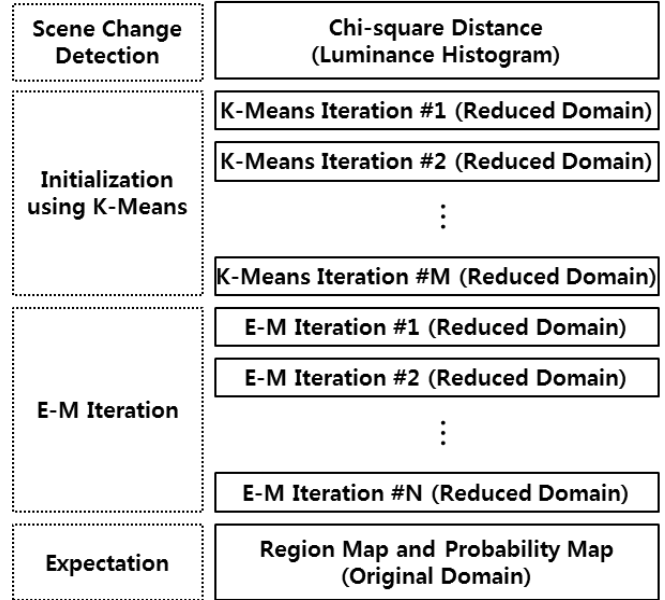 Scene Change
Detection
Chi-square Distance
(Luminance Histogram)
Initialization
using K-Means
K-Means Iteration #1 (Reduced Domain)
K-Means Iteration #2 (Reduced Domain)
⋮
K-Means Iteration #M (Reduced Domain)
E-M Iteration
E-M Iteration #1 (Reduced Domain)
E-M Iteration #2 (Reduced Domain)
⋮
E-M Iteration #N (Reduced Domain)
Expectation
Region Map and Probability Map
(Original Domain)